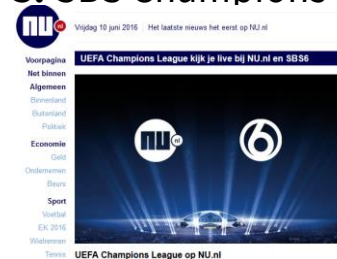 nu.nl
Vrijdag 10 juni 2016 | Het laatste nieuws het eerst op NU.nl
Voorpagina
Net binnen
Algemeen
Binnenland
Buitenland
Politiek
Economie
Geld
Ondernemen
Beurs
Sport
Voetbal
EK 2016
Wielrennen
Tennis
UEFA Champions League kijk je live bij NU.nl en SBS6
nu.nl
6
UEFA Champions League op NU.nl